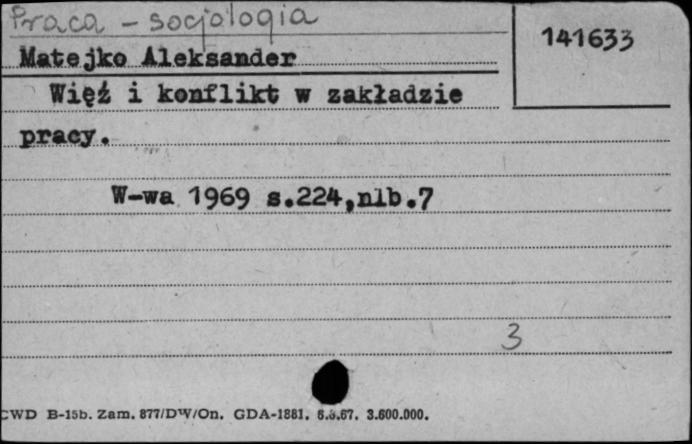 Praca - socjologia
141633
Matejko Aleksander
Więź i konflikt w zakładzie
pracy.
W-wa 1969 s.224,nlb.7
3
CWD B-15b. Zam. 877/DW/On. GDA-1881. 6.3.67. 3.600.000.